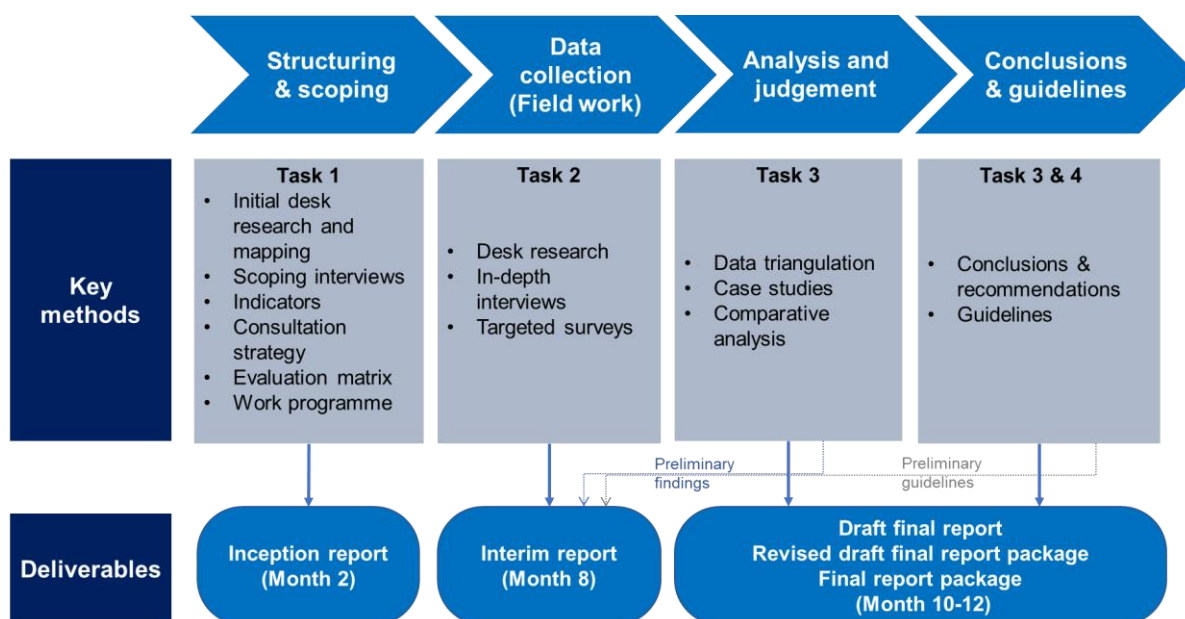 Structuring
& scoping
Data
collection
(Field work)
Analysis and
judgement
Conclusions
& guidelines
Key
methods
Task 1
• Initial desk
research and
mapping
• Scoping interviews
• Indicators
• Consultation
strategy
• Evaluation matrix
• Work programme
Task 2
• Desk research
• In-depth
interviews
• Targeted surveys
Task 3
• Data triangulation
• Case studies
• Comparative
analysis
Task 3 & 4
• Conclusions &
recommendations
• Guidelines
Preliminary
findings
Preliminary
guidelines
Deliverables
Inception report
(Month 2)
Interim report
(Month 8)
Draft final report
Revised draft final report package
Final report package
(Month 10-12)